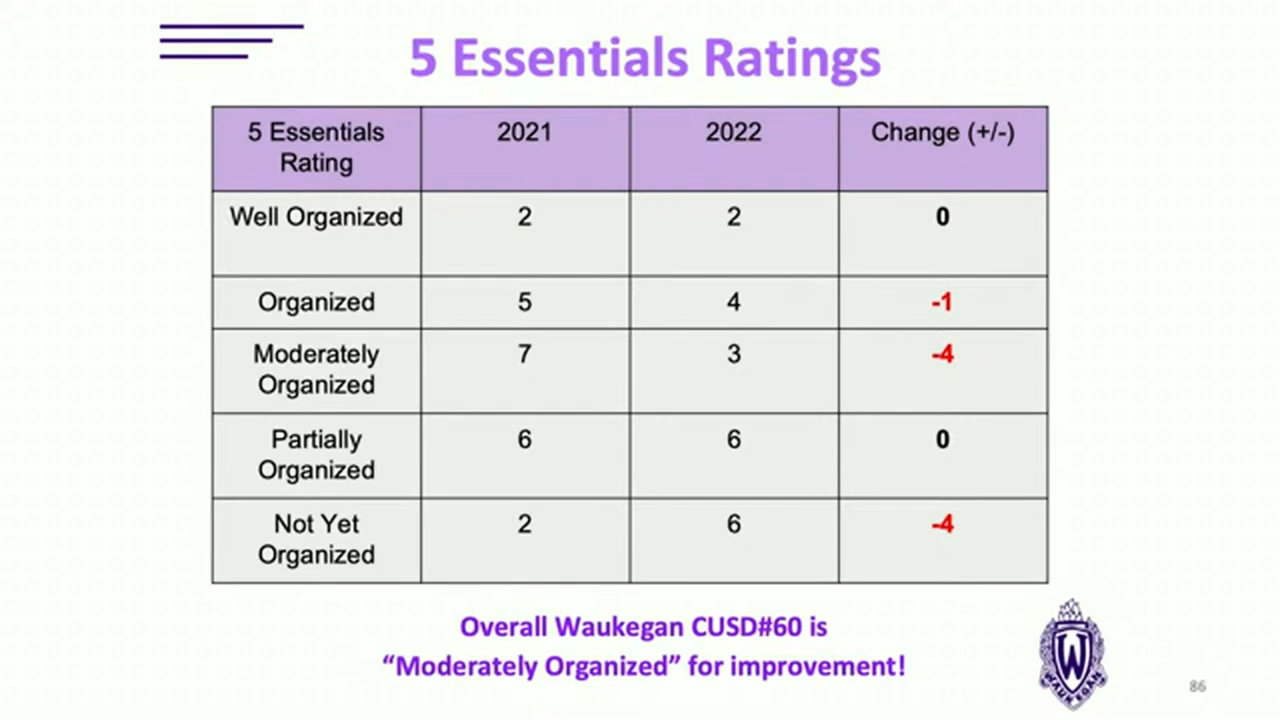 5 Essentials Ratings
5 Essentials Rating 2021 2022 Change (+/-)
Well Organized 2 2 0
Organized 5 4 -1
Moderately Organized 7 3 -4
Partially Organized 6 6 0
Not Yet Organized 2 6 -4
Overall Waukegan CUSD#60 is
“Moderately Organized” for improvement!
W
WAUKEGAN
86